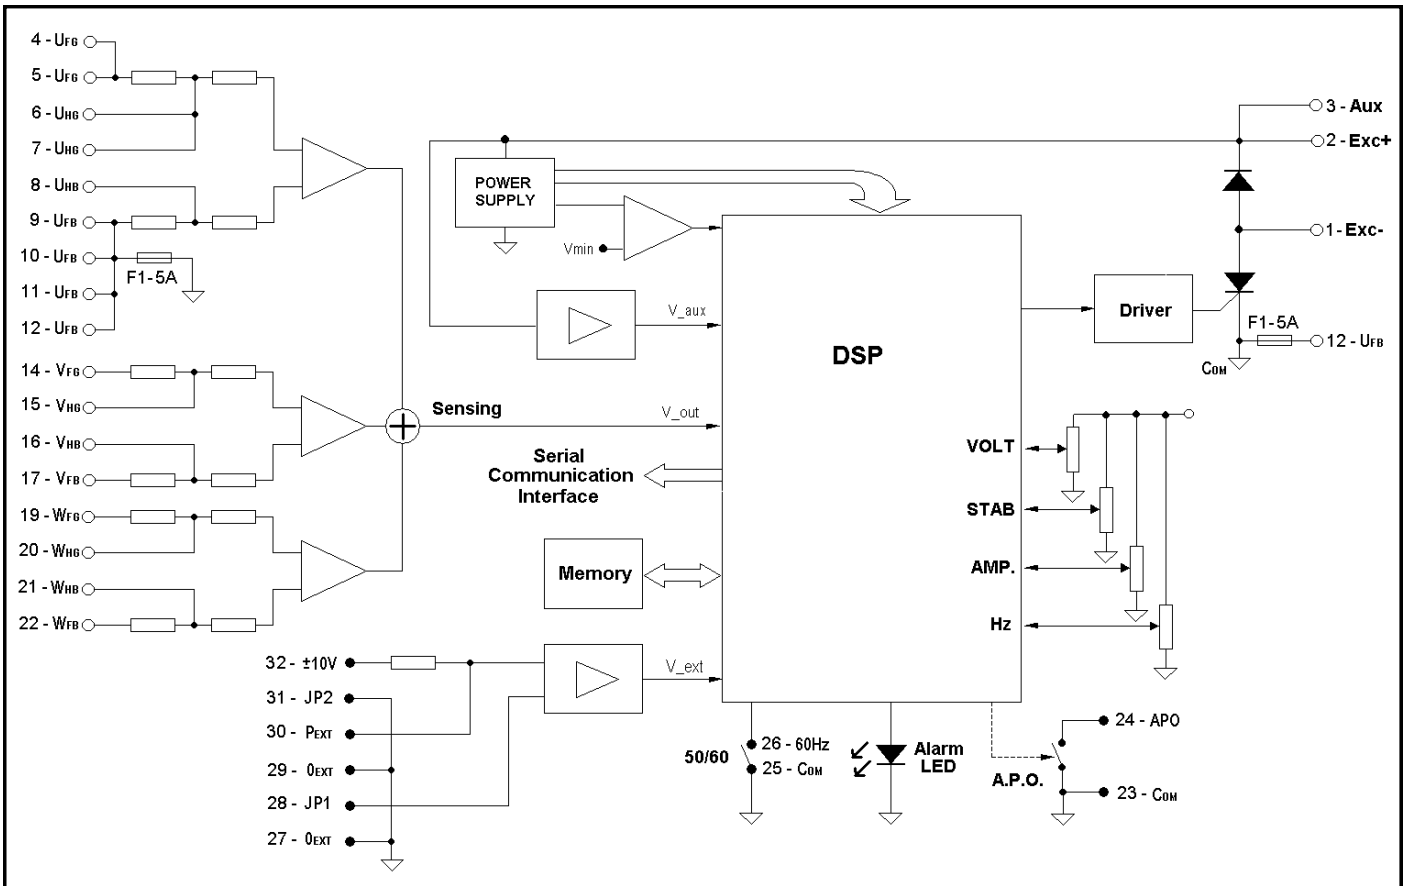 4 - UFG
5 - UFG
6 - UHG
7 - UHG
8 - UHB
9 - UFB
10 - UFB
F1-5A
11 - UFB
12 - UFB
14 - VFG
15 - VHG
16 - VHB
17 - VFB
19 - WFG
20 - WHG
21 - WHB
22 - WFB
Sensing
POWER
SUPPLY
Vmin
V_aux
V_out
Serial
Communication
Interface
Memory
V_ext
32 - ±10V
31 - JP2
30 - PEXT
29 - 0EXT
28 - JP1
27 - 0EXT
DSP
VOLT
STAB
AMP.
Hz
Driver
3 - Aux
2 - Exc+
1 - Exc-
F1-5A
12 - UFB
COM
50/60
26 - 60Hz
25 - COM
Alarm
LED
A.P.O.
24 - APO
23 - COM